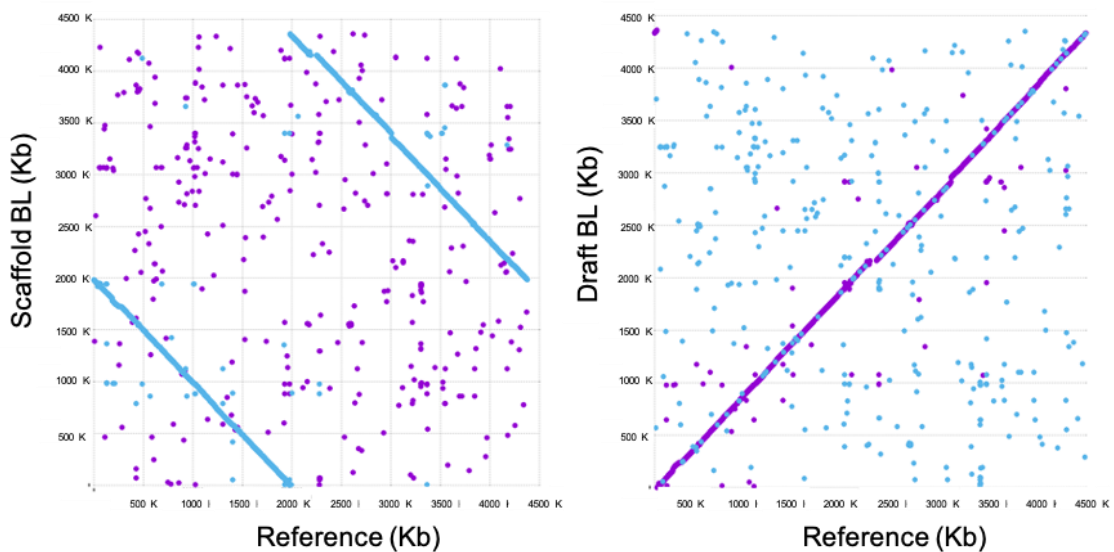 4500 K
4000 K
3500 K
3000 K
2500 K
2000 K
1500 K
1000 K
500 K
500 K 1000 K 1500 K 2000 K 2500 K 3000 K 3500 K 4000 K 4500 K
Scaffold BL (Kb)
Reference (Kb)
4500 K
4000 K
3500 K
3000 K
2500 K
2000 K
1500 K
1000 K
500 K
500 K 1000 K 1500 K 2000 K 2500 K 3000 K 3500 K 4000 K 4500 K
Draft BL (Kb)
Reference (Kb)